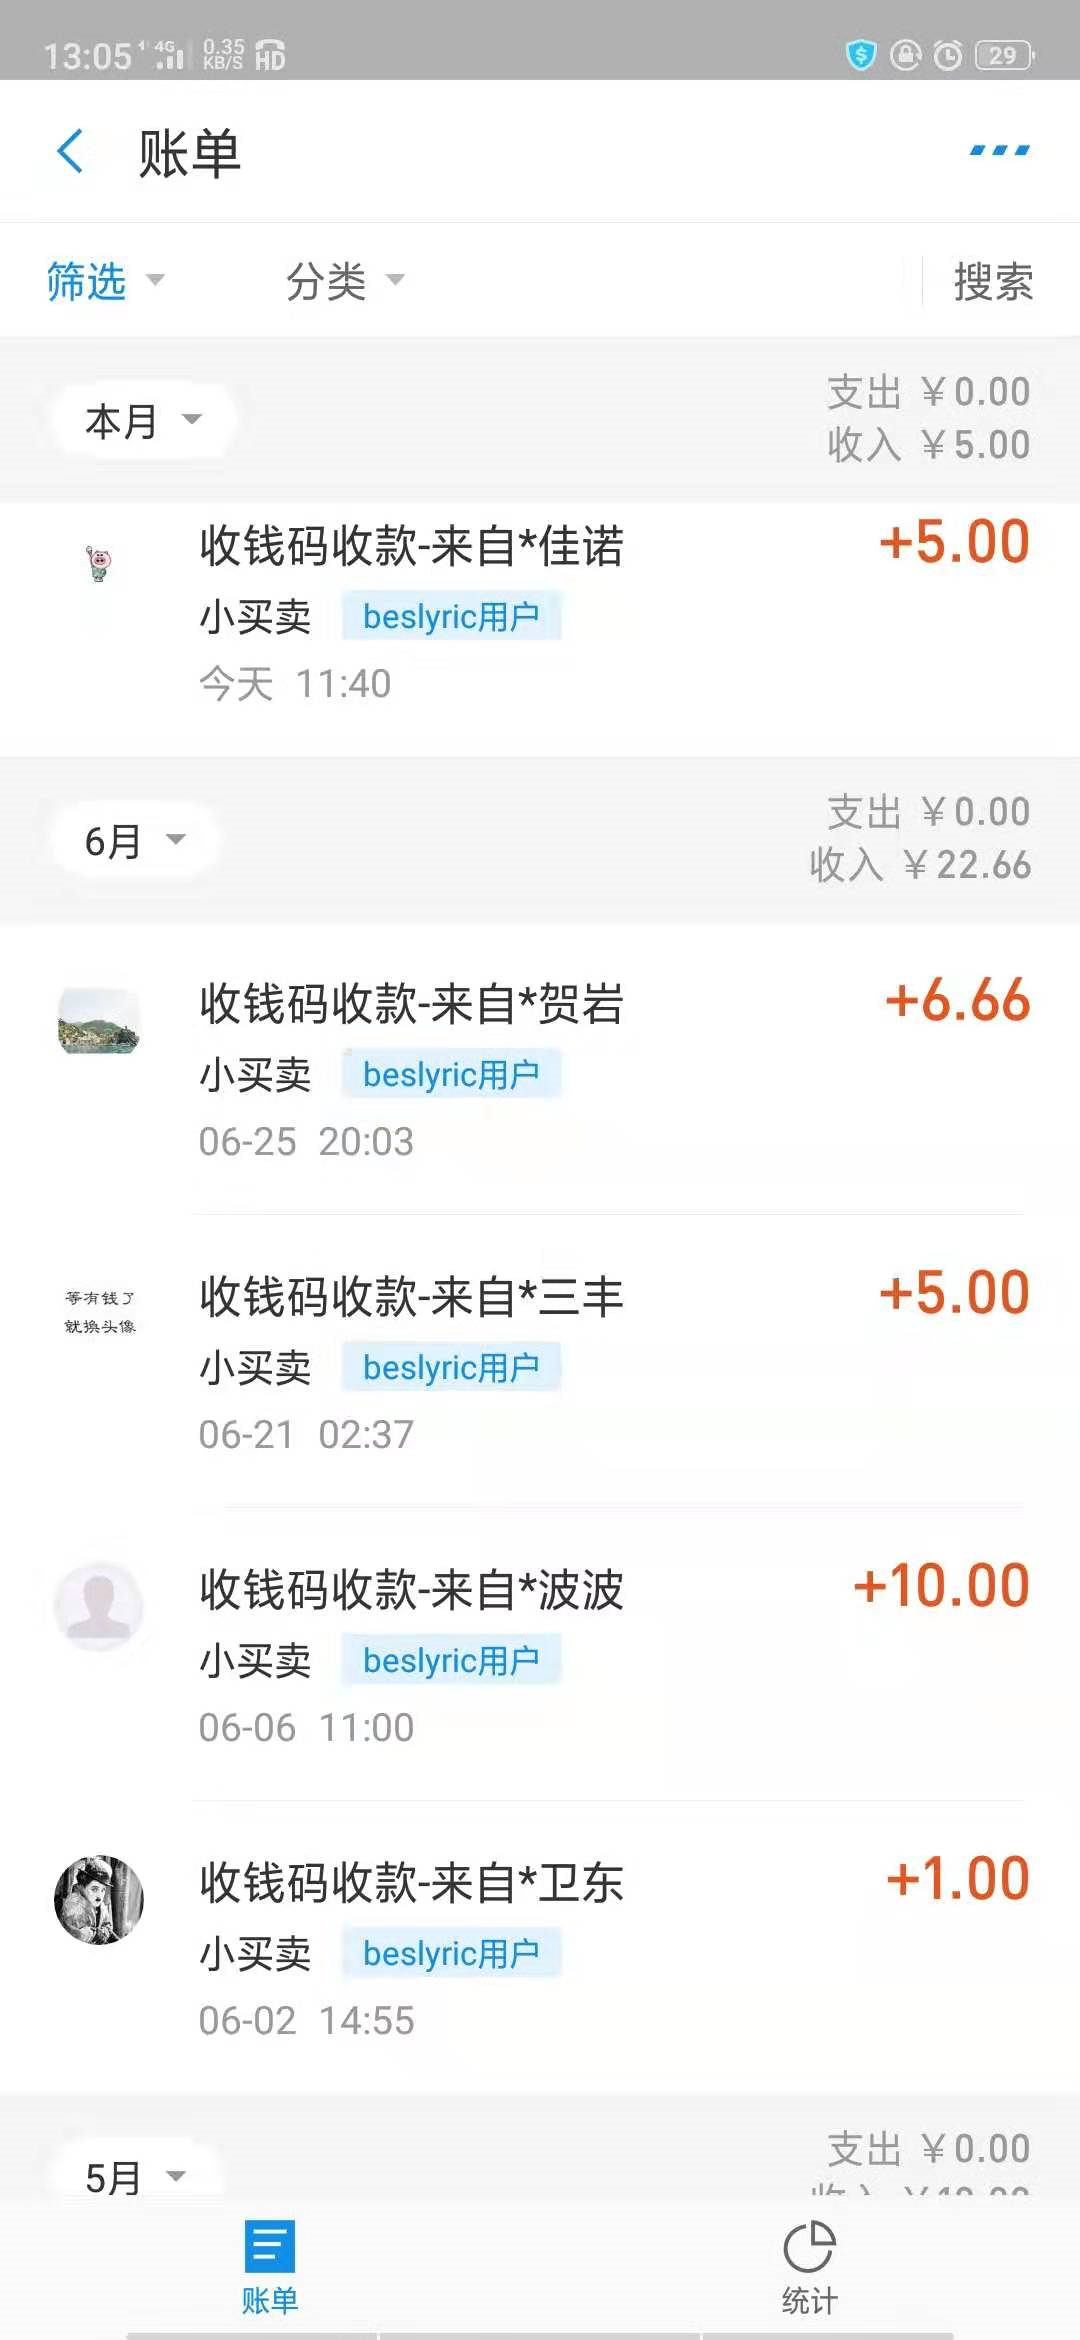 13:05 4G 0.35 KB/S HD 29
账单
筛选 分类 搜索
本月
支出 ￥0.00
收入 ￥5.00
收钱码收款-来自*佳诺 +5.00
小买卖 beslyric用户
今天 11:40
6月
支出 ￥0.00
收入 ￥22.66
收钱码收款-来自*贺岩 +6.66
小买卖 beslyric用户
06-25 20:03
等有钱了
就换头像
收钱码收款-来自*三丰 +5.00
小买卖 beslyric用户
06-21 02:37
收钱码收款-来自*波波 +10.00
小买卖 beslyric用户
06-06 11:00
收钱码收款-来自*卫东 +1.00
小买卖 beslyric用户
06-02 14:55
5月
支出 ￥0.00
账单 统计